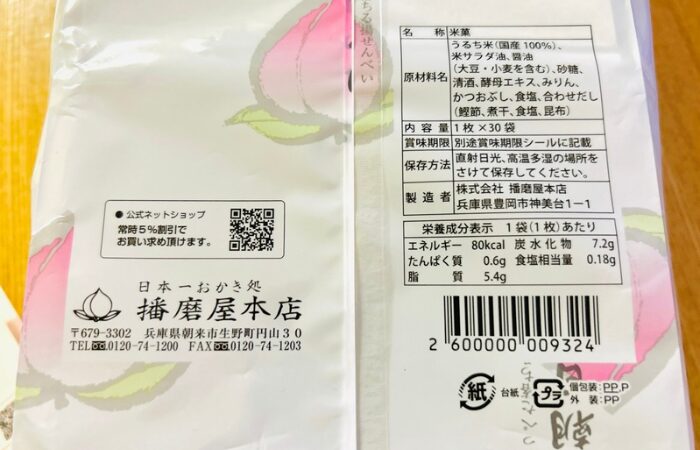 ちる揚せんべい
●公式ネットショップ
常時5%割引で
お買い求め頂けます。
日本一おかき処
播磨屋本店
〒679-3302 兵庫県朝来市生野町円山30
TEL.0120-74-1200 FAX.0120-74-1203
名称 米菓
原材料名 うるち米(国産100%)、
米サラダ油、醤油
(大豆・小麦を含む)、砂糖、
清酒、酵母エキス、みりん、
かつおぶし、食塩、合わせだし
(鰹節、煮干、食塩、昆布)
内容量 1枚×30袋
賞味期限 別途賞味期限シールに記載
保存方法 直射日光、高温多湿の場所を
さけて保存してください。
製造者 株式会社 播磨屋本店
兵庫県豊岡市神美台1-1
栄養成分表示 1袋(1枚)あたり
エネルギー 80kcal 炭水化物 7.2g
たんぱく質 0.6g 食塩相当量 0.18g
脂質 5.4g
2 600000 009324
紙 台紙 プラ 個包装:PP,P
外装:PP
朝